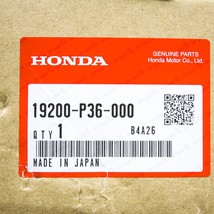 HONDA
GENUINE PARTS
Honda Motor Co., Ltd.
19200-P36-000
QTY 1 B4A26
MADE IN JAPAN